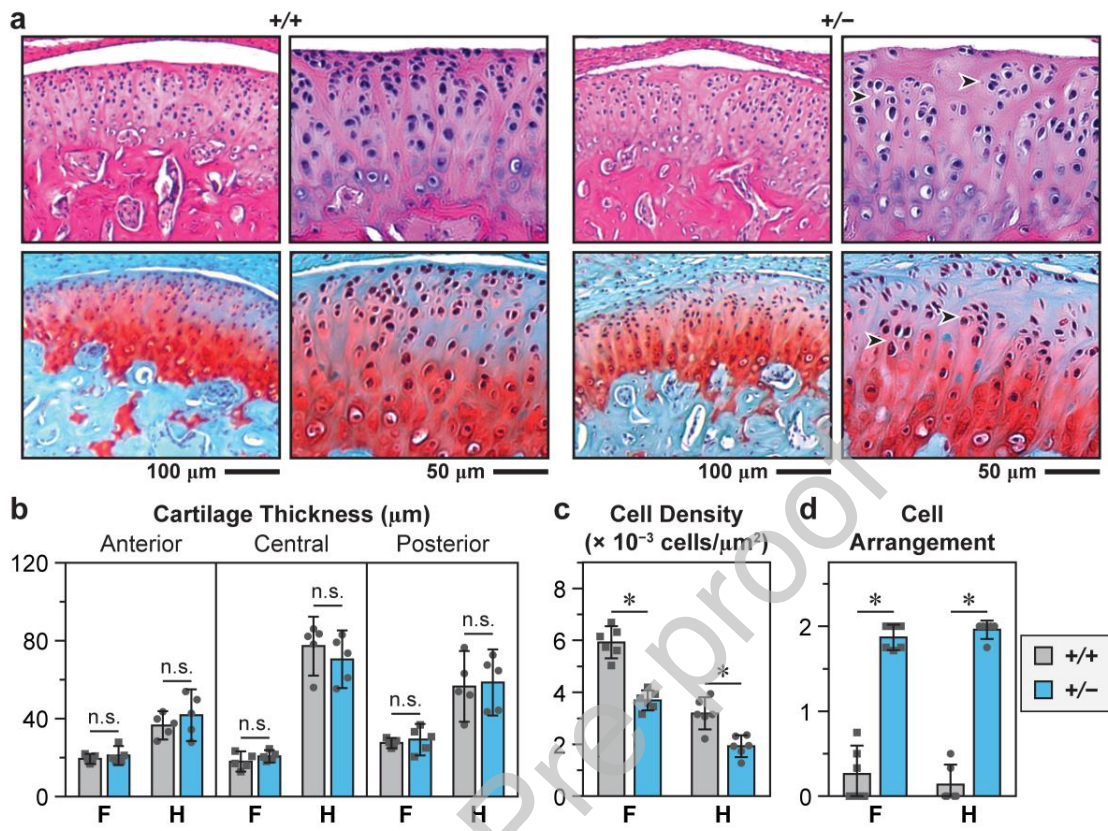 a
+/+
+/−
100 μm
50 μm
100 μm
50 μm
b
Cartilage Thickness (μm)
Anterior
Central
Posterior
120
80
40
0
n.s.
n.s.
n.s.
n.s.
n.s.
n.s.
F
H
F
H
F
H
c
Cell Density
(× 10⁻³ cells/μm²)
8
6
4
2
0
*
*
F
H
d
Cell
Arrangement
2
1
0
*
*
F
H
+/+
+/−
Pre-proof